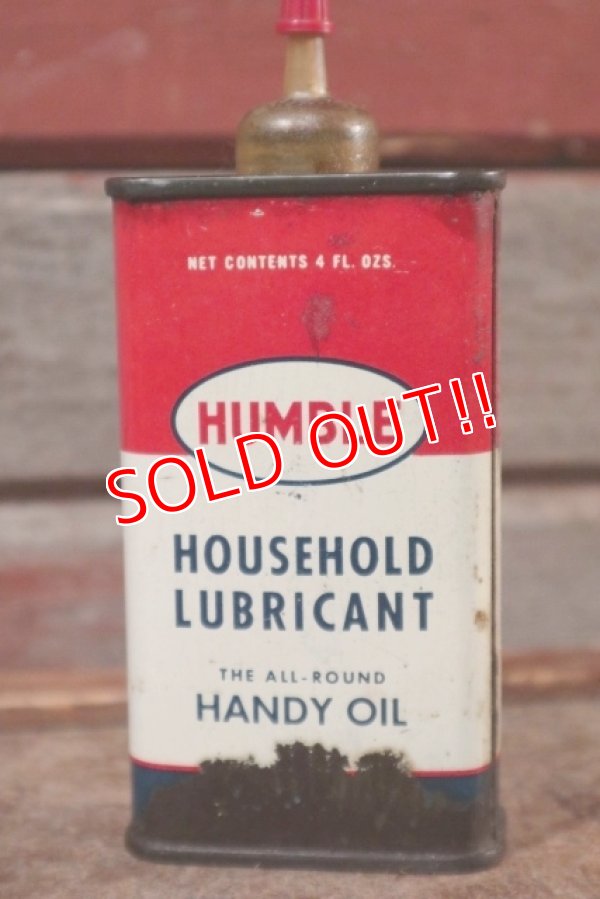 NET CONTENTS 4 FL. OZS.
HUMBLE
SOLD OUT!!
HOUSEHOLD
LUBRICANT
THE ALL-ROUND
HANDY OIL